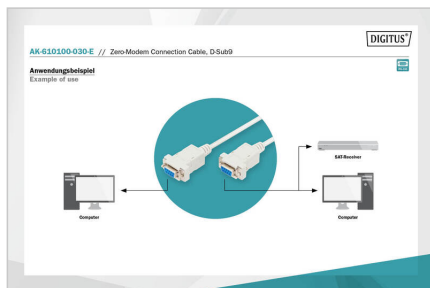 DIGITUS®
AK-610100-030-E // Zero-Modem Connection Cable, D-Sub9
Anwendungsbeispiel
Example of use
SAT-Receiver
Computer
Computer